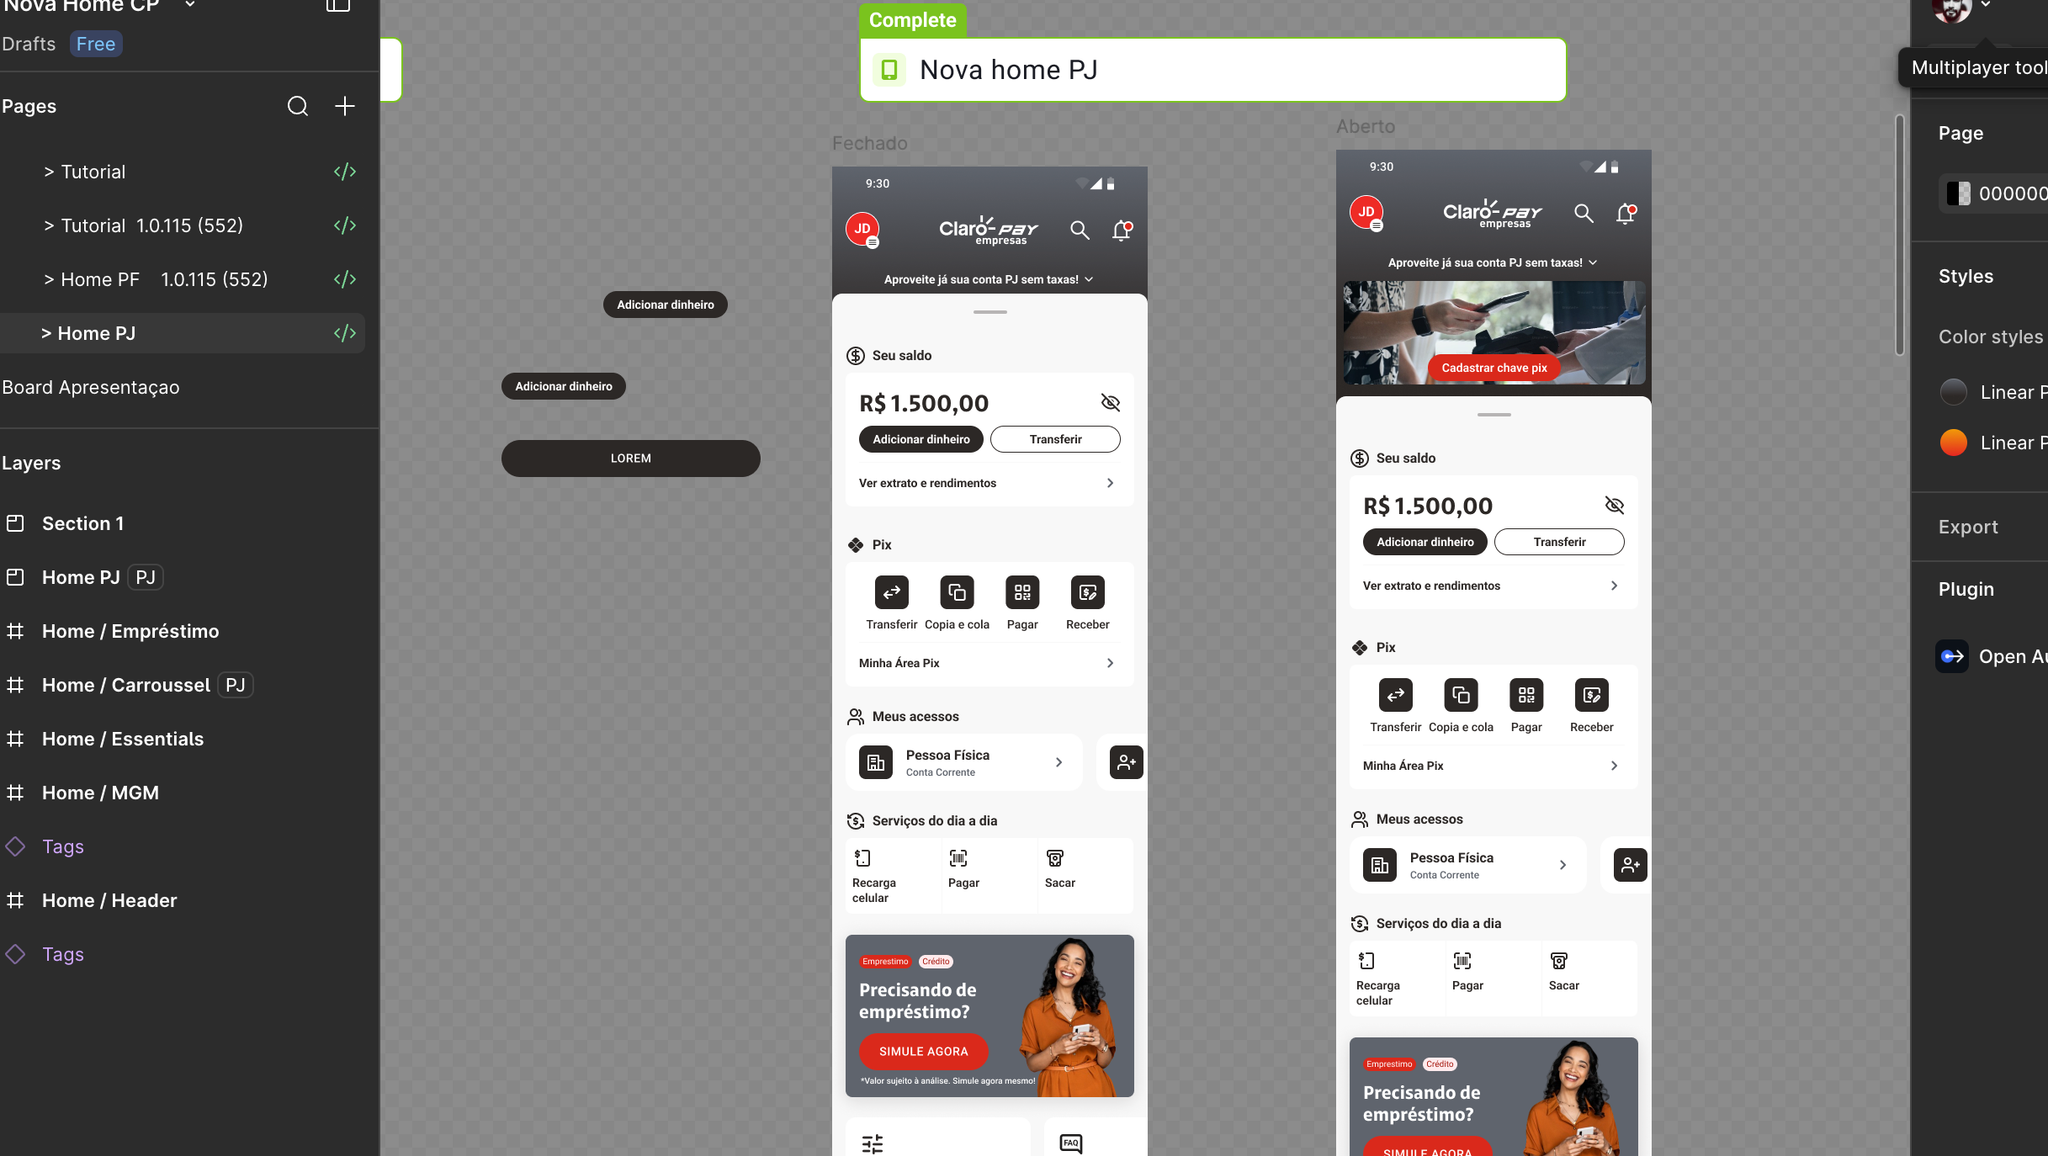 Nova Home CP
Drafts Free
Pages
> Tutorial
> Tutorial 1.0.115 (552)
> Home PF 1.0.115 (552)
> Home PJ
Board Apresentaçao
Layers
Section 1
Home PJ PJ
Home / Empréstimo
Home / Carroussel PJ
Home / Essentials
Home / MGM
Tags
Home / Header
Tags
Adicionar dinheiro
Adicionar dinheiro
LOREM
Complete
Nova home PJ
Fechado
9:30
JD
Claro-pay
empresas
Aproveite já sua conta PJ sem taxas!
Seu saldo
R$ 1.500,00
Adicionar dinheiro Transferir
Ver extrato e rendimentos
Pix
Transferir Copia e cola Pagar Receber
Minha Área Pix
Meus acessos
Pessoa Física
Conta Corrente
Serviços do dia a dia
Recarga celular Pagar Sacar
Emprestimo Crédito
Precisando de
empréstimo?
SIMULE AGORA
*Valor sujeito à análise. Simule agora mesmo!
FAQ
Aberto
9:30
JD
Claro-pay
empresas
Aproveite já sua conta PJ sem taxas!
Cadastrar chave pix
Seu saldo
R$ 1.500,00
Adicionar dinheiro Transferir
Ver extrato e rendimentos
Pix
Transferir Copia e cola Pagar Receber
Minha Área Pix
Meus acessos
Pessoa Física
Conta Corrente
Serviços do dia a dia
Recarga celular Pagar Sacar
Emprestimo Crédito
Precisando de
empréstimo?
SIMULE AGORA
Multiplayer tool
Page
000000
Styles
Color styles
Linear P
Linear P
Export
Plugin
Open Au